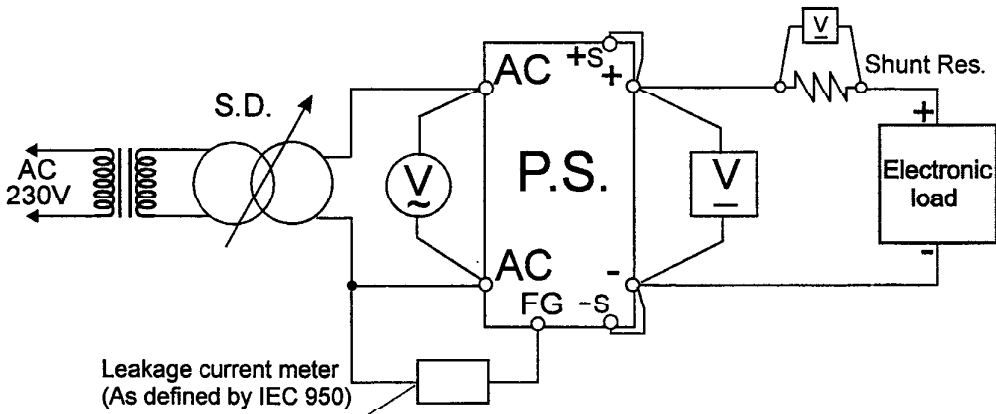 V
Shunt Res.
S.D.
AC
+S
+
+
AC
230V
V
~
P.S.
V
Electronic
load
AC
-
-
FG
-S
Leakage current meter
(As defined by IEC 950)